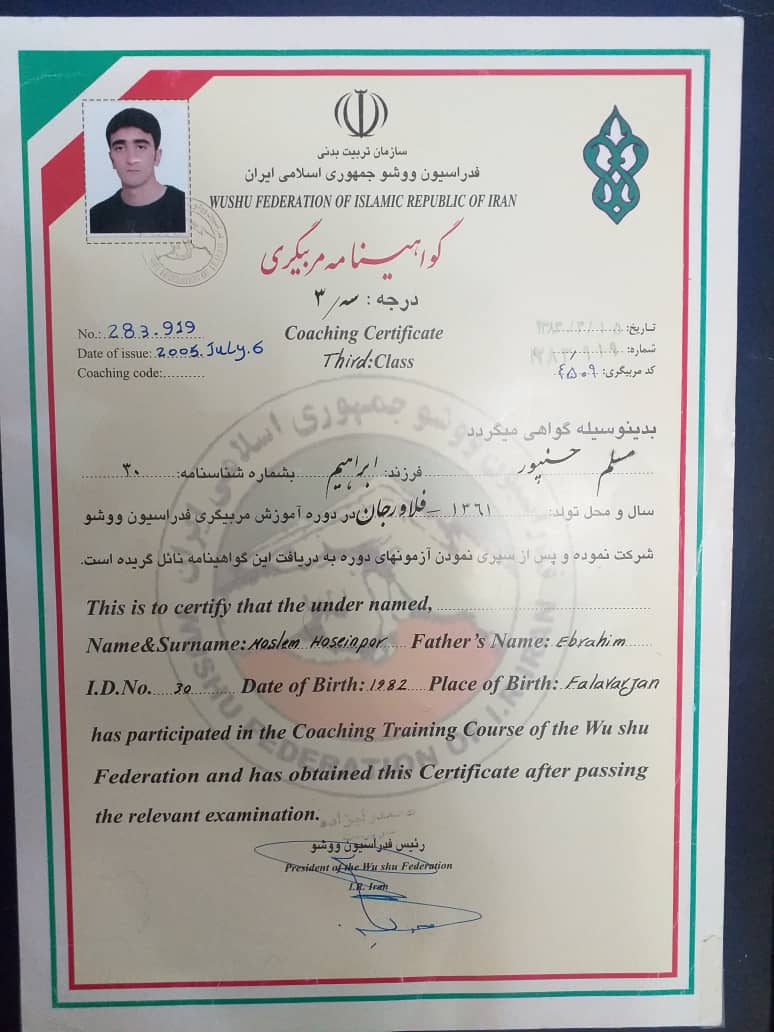 سازمان تربیت بدنی
فدراسیون ووشو جمهوری اسلامی ایران
WUSHU FEDERATION OF ISLAMIC REPUBLIC OF IRAN
گواهینامه مربیگری
درجه : سه / ۳
Coaching Certificate
Third:Class
No.: 283.919
Date of issue: 2005.July.6
Coaching code:..........
تاریخ:
شماره:
کد مربیگری: ۴۵۰۹
بدینوسیله گواهی میگردد
مسلم حسنپور فرزند: ابراهیم بشماره شناسنامه: ۳۰
سال و محل تولد: ۱۳۶۱ – فلاورجان در دوره آموزش مربیگری فدراسیون ووشو
شرکت نموده و پس از سپری نمودن آزمونهای دوره به دریافت این گواهینامه نائل گریده است.
This is to certify that the under named,
Name&Surname: Moslem Hoseinpor Father's Name: Ebrahim
I.D.No. 30 Date of Birth: 1982 Place of Birth: Falavarjan
has participated in the Coaching Training Course of the Wu shu
Federation and has obtained this Certificate after passing
the relevant examination.
رئیس فدراسیون ووشو
President of the Wu shu Federation
I.R. Iran